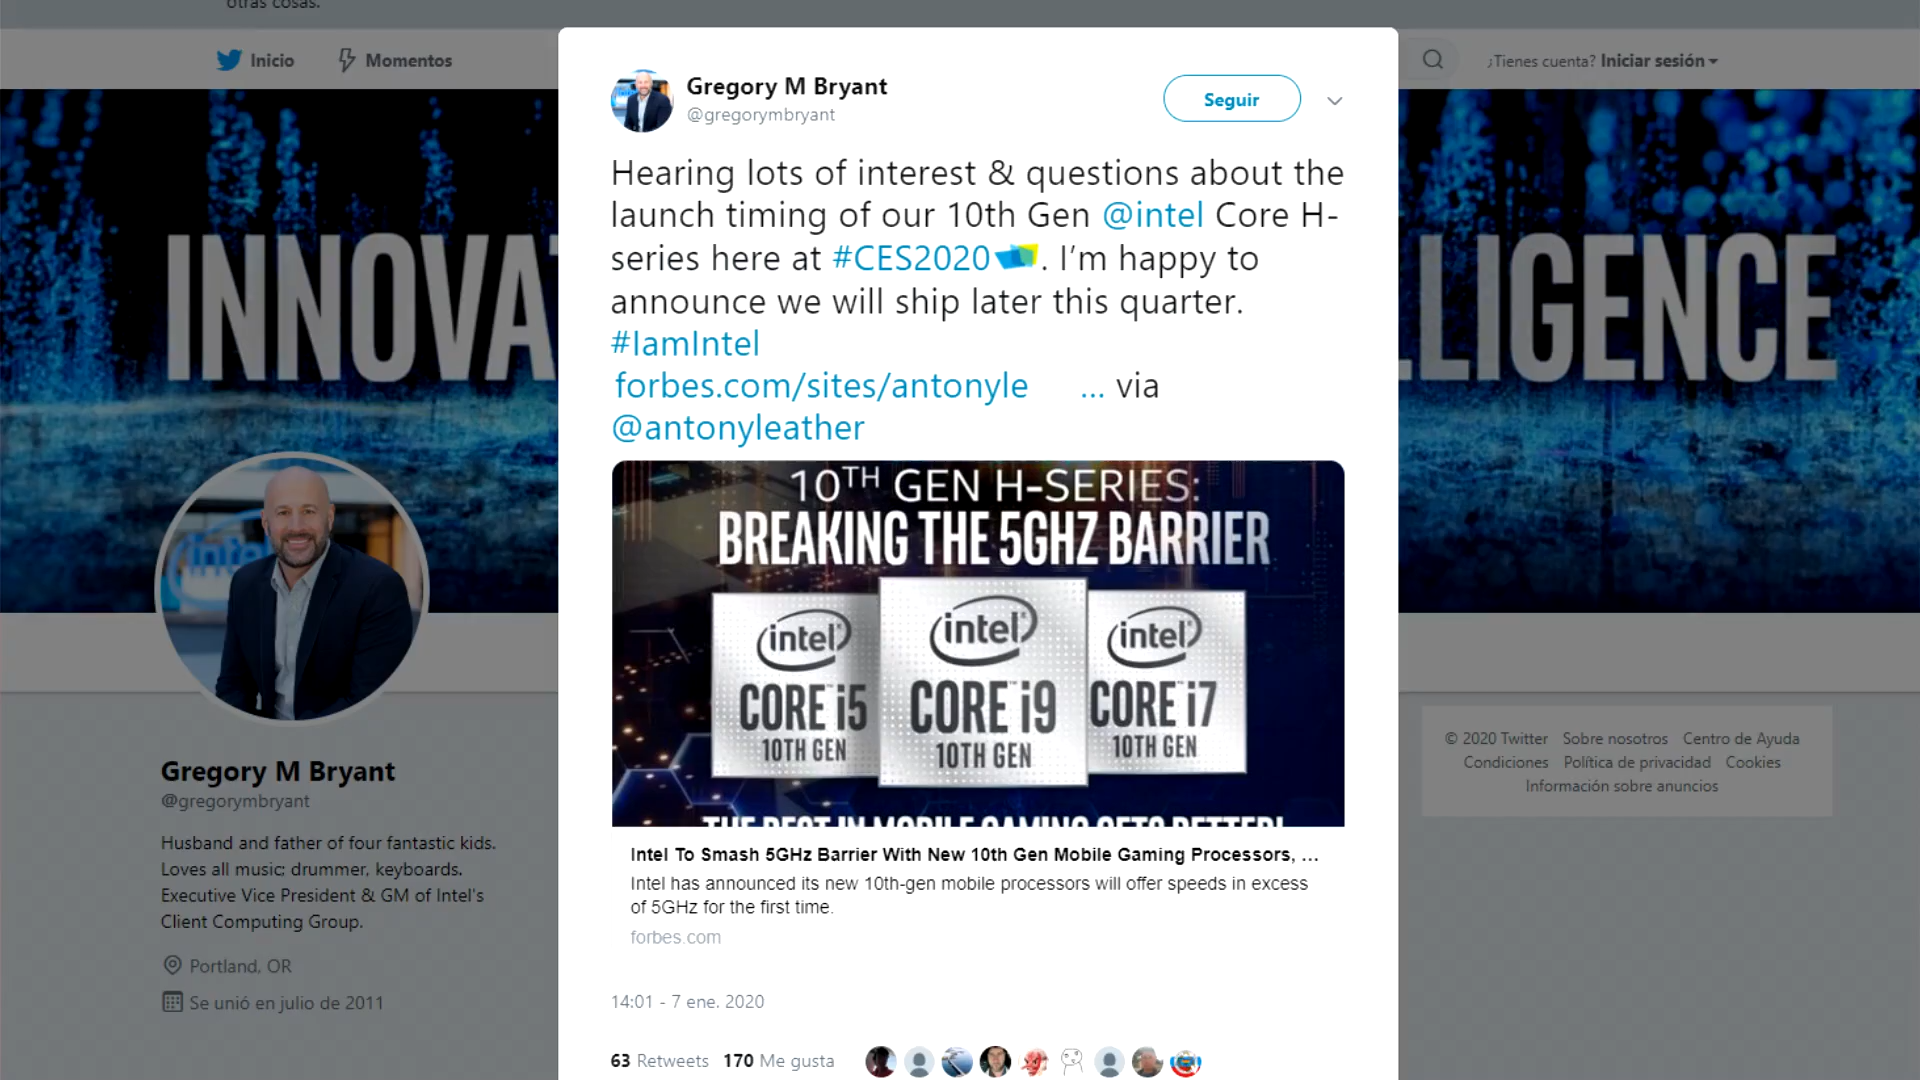 otras cosas.
Inicio
Momentos
¿Tienes cuenta? Iniciar sesión
INNOVA
LLIGENCE
Gregory M Bryant
@gregorymbryant
Seguir
Hearing lots of interest & questions about the
launch timing of our 10th Gen @intel Core H-
series here at #CES2020. I’m happy to
announce we will ship later this quarter.
#IamIntel
forbes.com/sites/antonyle … via
@antonyleather
10TH GEN H-SERIES:
BREAKING THE 5GHZ BARRIER
intel
CORE i5
10TH GEN
intel
CORE i9
10TH GEN
intel
CORE i7
10TH GEN
THE BEST IN MOBILE GAMING GETS BETTER!
Intel To Smash 5GHz Barrier With New 10th Gen Mobile Gaming Processors, ...
Intel has announced its new 10th-gen mobile processors will offer speeds in excess
of 5GHz for the first time.
forbes.com
14:01 - 7 ene. 2020
63 Retweets 170 Me gusta
intel
Gregory M Bryant
@gregorymbryant
Husband and father of four fantastic kids.
Loves all music; drummer, keyboards.
Executive Vice President & GM of Intel's
Client Computing Group.
Portland, OR
Se unió en julio de 2011
© 2020 Twitter Sobre nosotros Centro de Ayuda
Condiciones Política de privacidad Cookies
Información sobre anuncios